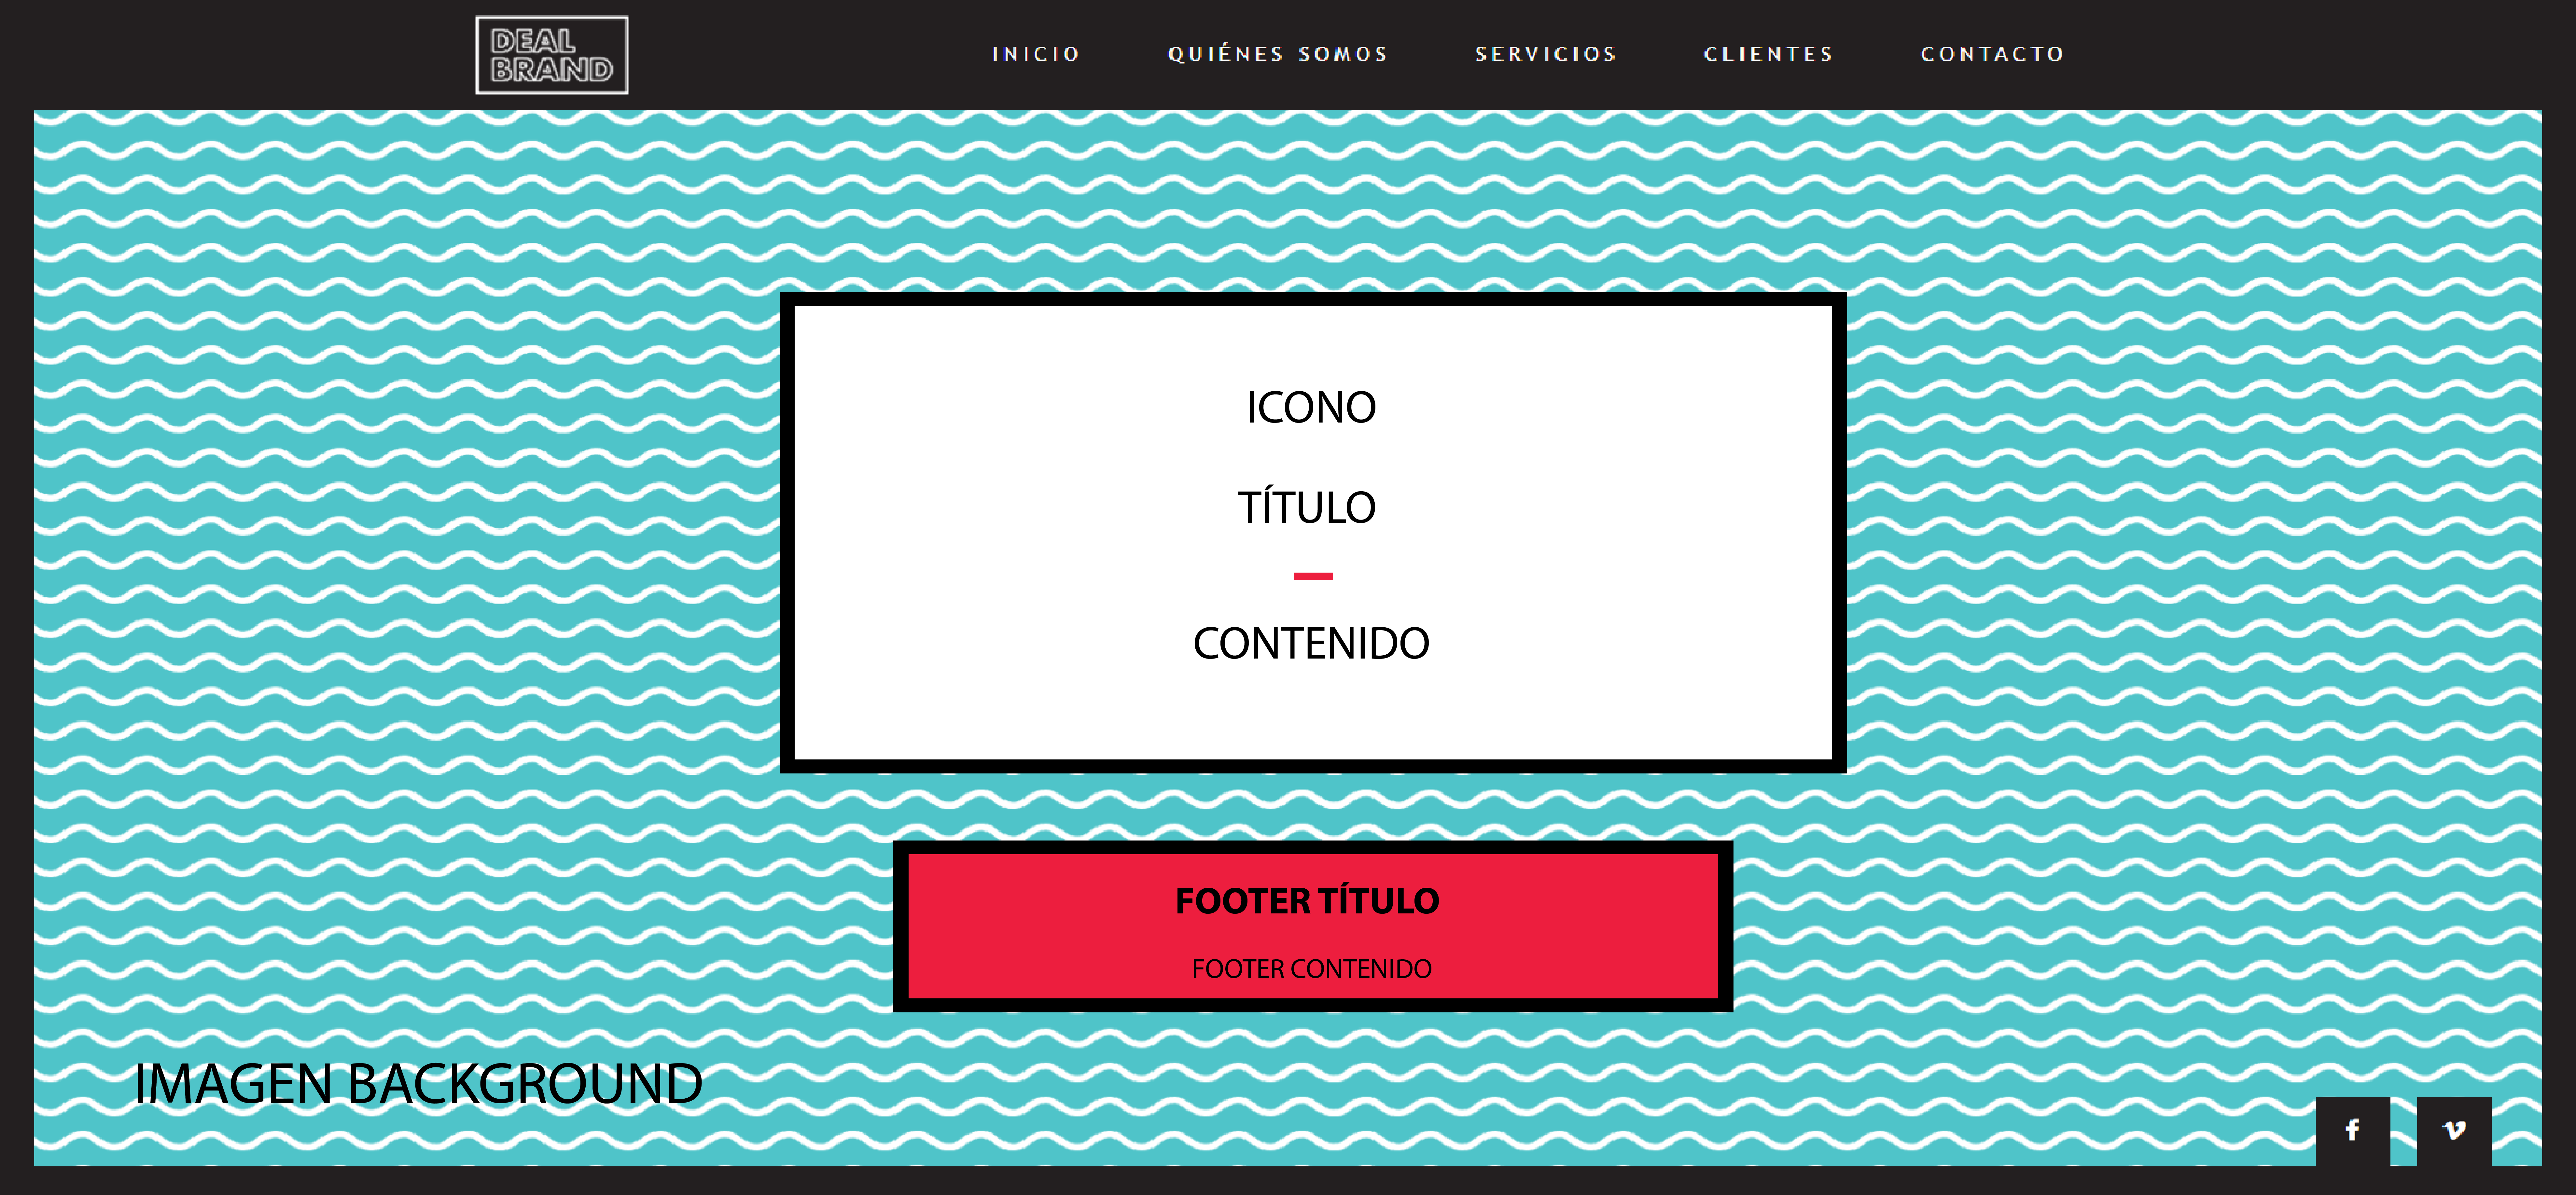 DEAL
BRAND
INICIO QUIÉNES SOMOS SERVICIOS CLIENTES CONTACTO
ICONO
TÍTULO
CONTENIDO
FOOTER TÍTULO
FOOTER CONTENIDO
IMAGEN BACKGROUND